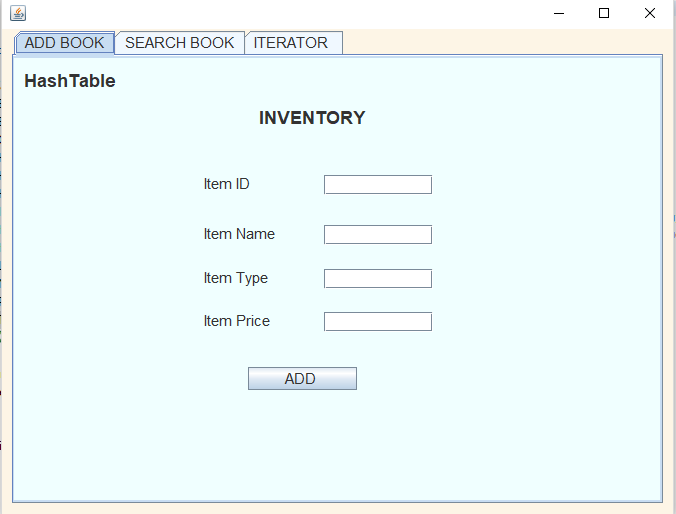 ADD BOOK SEARCH BOOK ITERATOR
HashTable
INVENTORY
Item ID
Item Name
Item Type
Item Price
ADD